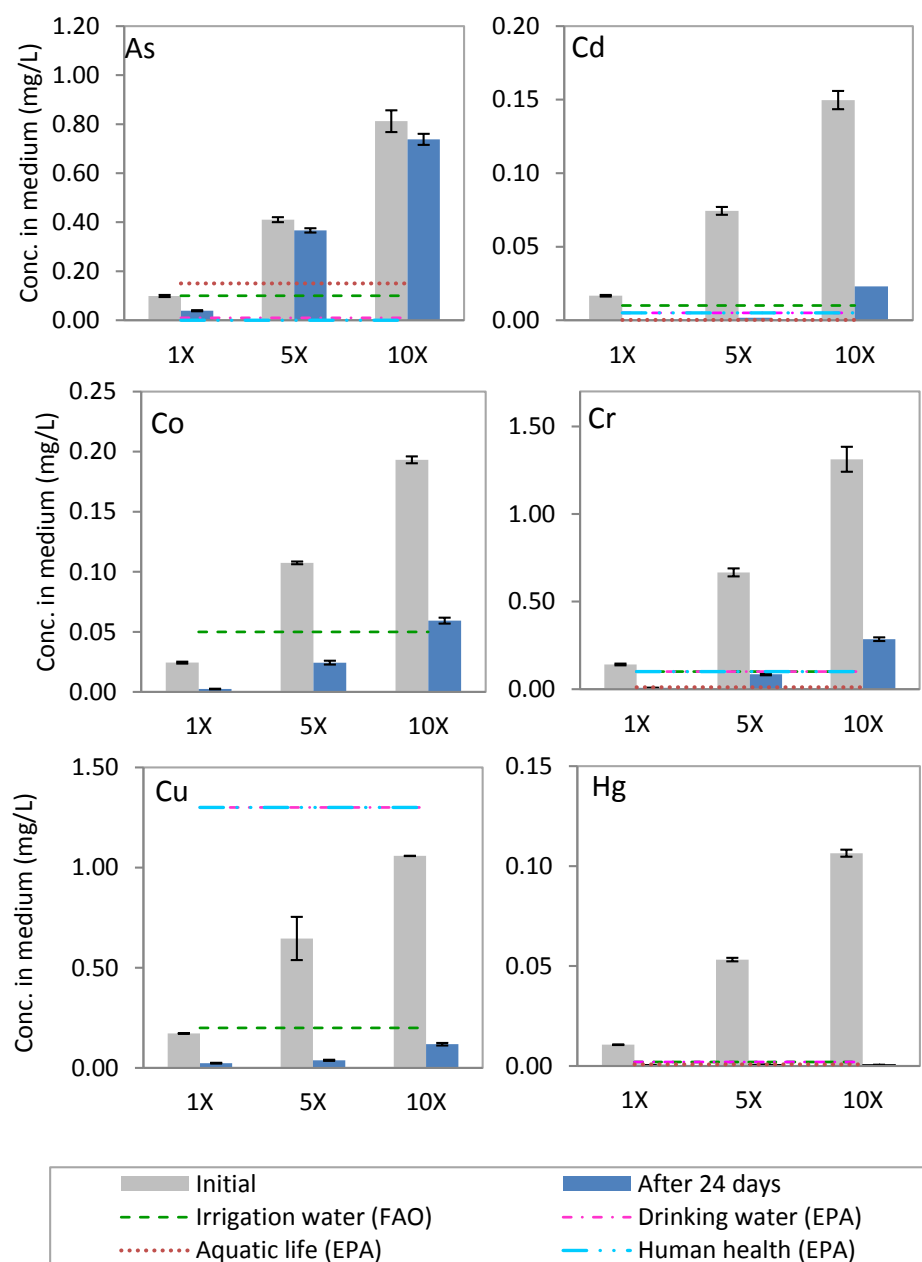 As
Conc. in medium (mg/L)
1.20
1.00
0.80
0.60
0.40
0.20
0.00
1X 5X 10X
Cd
0.20
0.15
0.10
0.05
0.00
1X 5X 10X
Co
Conc. in medium (mg/L)
0.25
0.20
0.15
0.10
0.05
0.00
1X 5X 10X
Cr
1.50
1.00
0.50
0.00
1X 5X 10X
Cu
Conc. in medium (mg/L)
1.50
1.00
0.50
0.00
1X 5X 10X
Hg
0.15
0.10
0.05
0.00
1X 5X 10X
Initial After 24 days
Irrigation water (FAO) Drinking water (EPA)
Aquatic life (EPA) Human health (EPA)